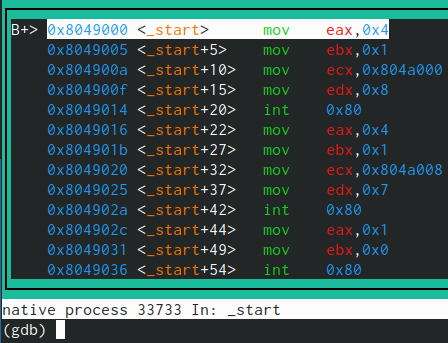 B+> 0x8049000 <_start> mov eax,0x4
0x8049005 <_start+5> mov ebx,0x1
0x804900a <_start+10> mov ecx,0x804a000
0x804900f <_start+15> mov edx,0x8
0x8049014 <_start+20> int 0x80
0x8049016 <_start+22> mov eax,0x4
0x804901b <_start+27> mov ebx,0x1
0x8049020 <_start+32> mov ecx,0x804a008
0x8049025 <_start+37> mov edx,0x7
0x804902a <_start+42> int 0x80
0x804902c <_start+44> mov eax,0x1
0x8049031 <_start+49> mov ebx,0x0
0x8049036 <_start+54> int 0x80
native process 33733 In: _start
(gdb)